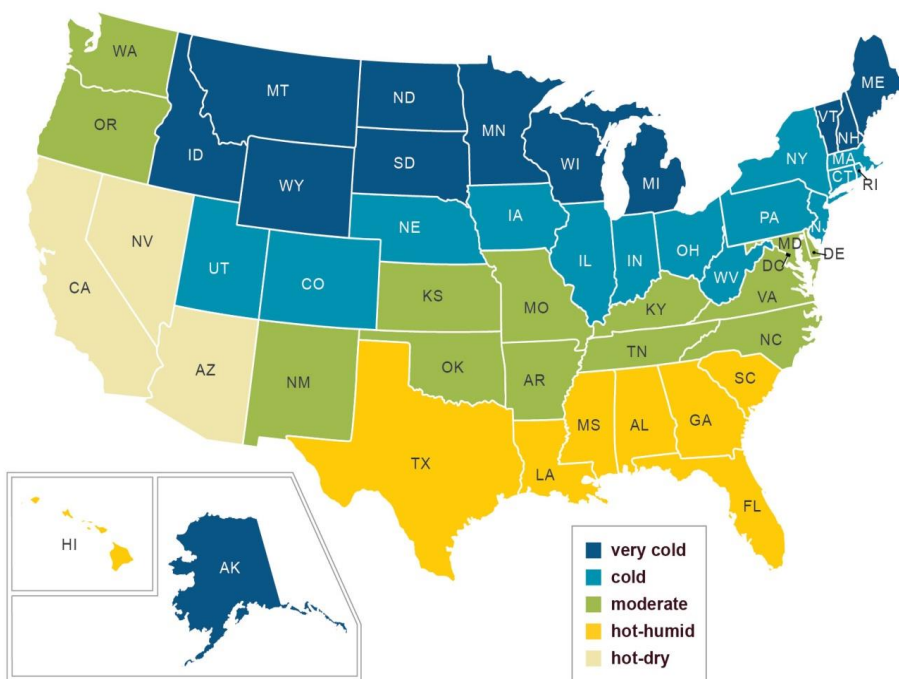 WA
MT
ND
MN
ME
VT
NH
OR
ID
SD
WI
NY
MA
WY
MI
CT
RI
NE
IA
PA
NJ
NV
IL
IN
OH
MD
DE
UT
CO
WV
DC
CA
KS
MO
KY
VA
NC
AZ
NM
OK
AR
TN
SC
TX
MS
AL
GA
LA
FL
HI
AK
very cold
cold
moderate
hot-humid
hot-dry